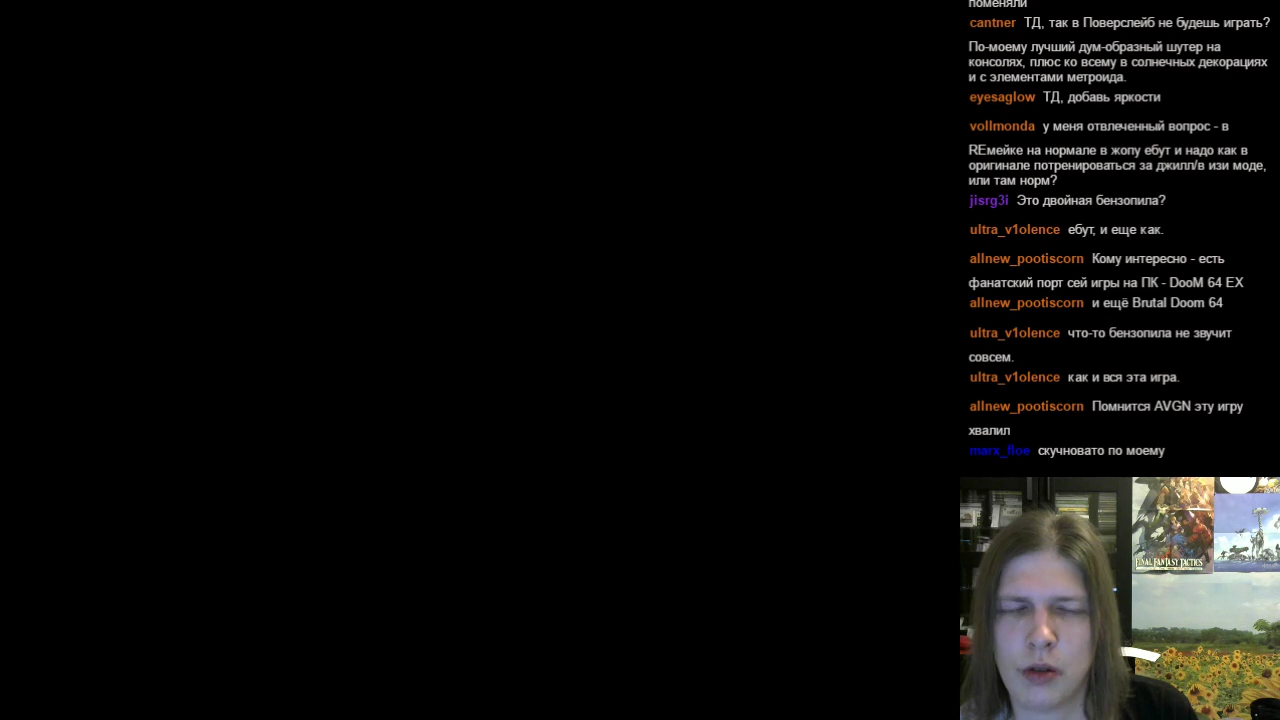 поменяли
cantner ТД, так в Поверслейб не будешь играть?
По-моему лучший дум-образный шутер на
консолях, плюс ко всему в солнечных декорациях
и с элементами метроида.
eyesaglow ТД, добавь яркости
vollmonda у меня отвлеченный вопрос - в
REмейке на нормале в жопу ебут и надо как в
оригинале потренироваться за джилл/в изи моде,
или там норм?
jisrg3i Это двойная бензопила?
ultra_v1olence ебут, и еще как.
allnew_pootiscorn Кому интересно - есть
фанатский порт сей игры на ПК - DooM 64 EX
allnew_pootiscorn и ещё Brutal Doom 64
ultra_v1olence что-то бензопила не звучит
совсем.
ultra_v1olence как и вся эта игра.
allnew_pootiscorn Помнится AVGN эту игру
хвалил
marx_floe скучновато по моему
FINAL FANTASY TACTICS